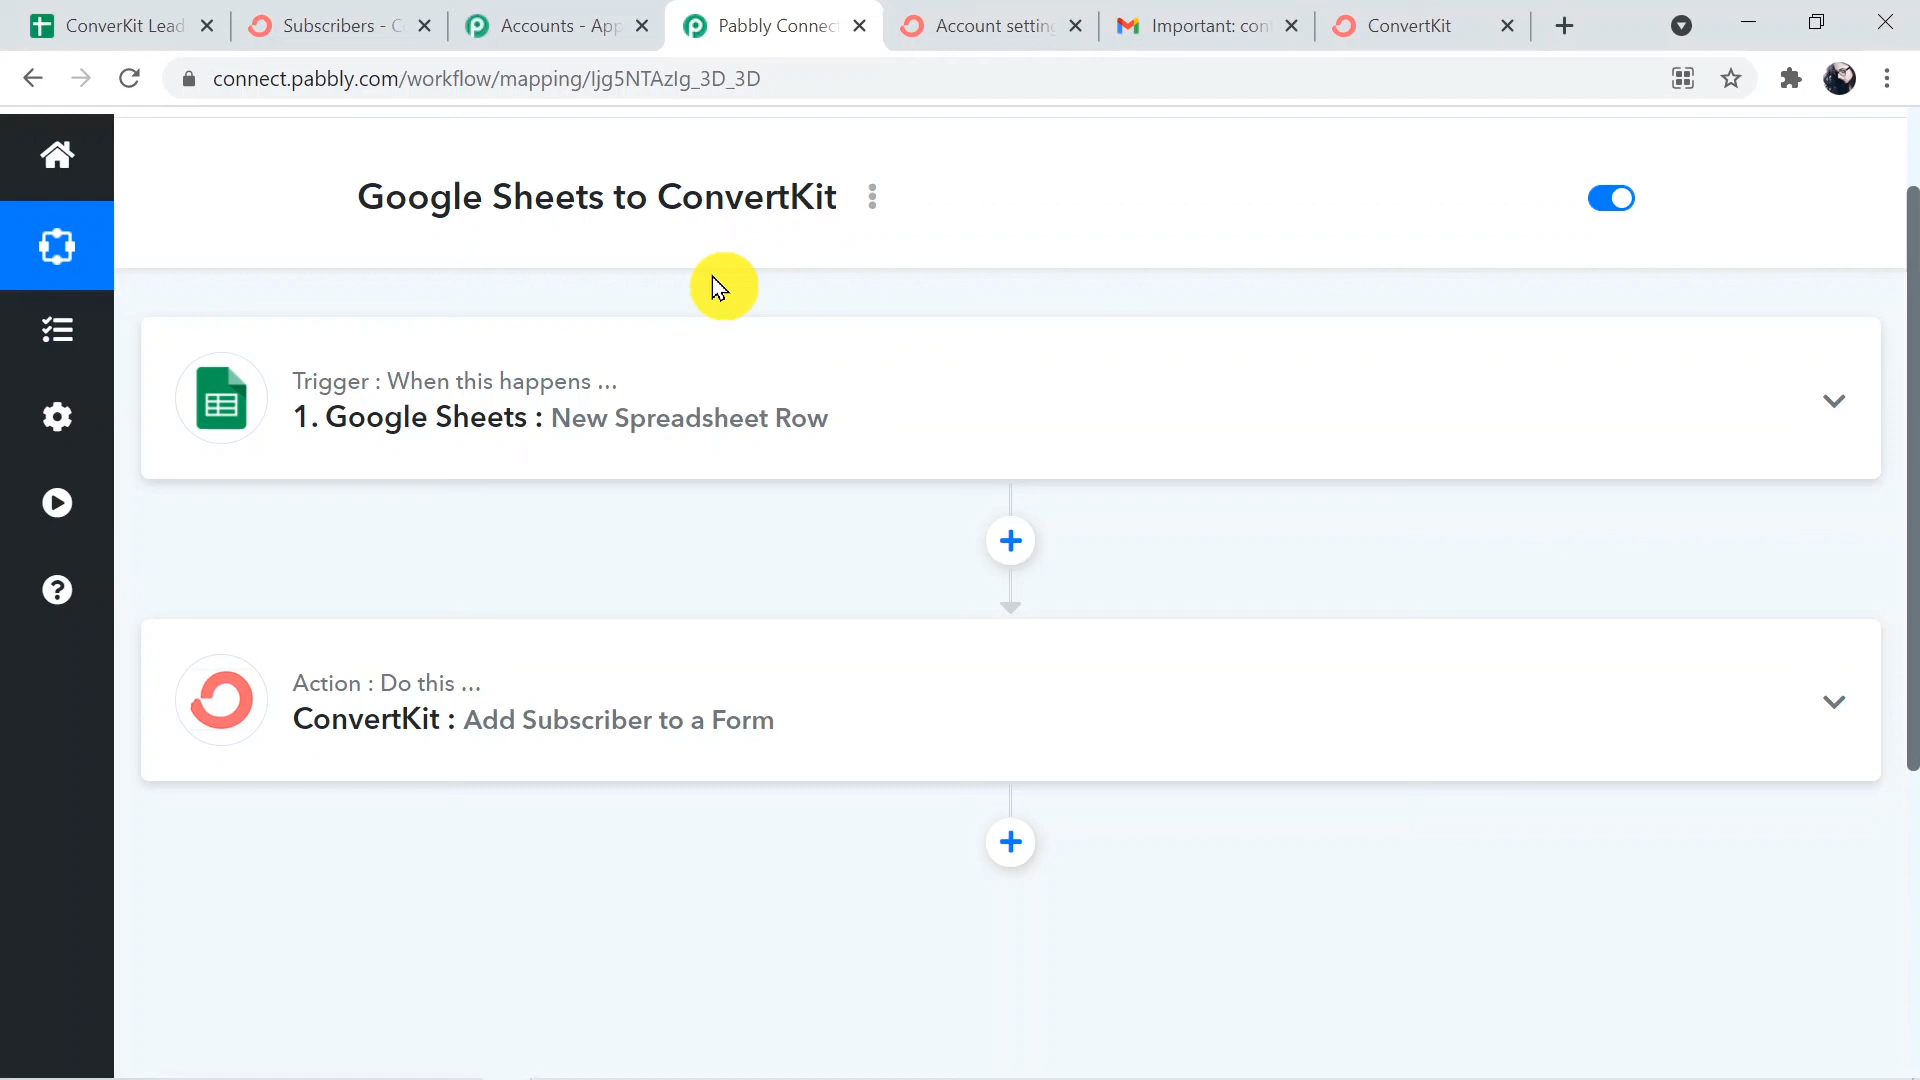 ConverKit Lead
Subscribers - C
Accounts - App
Pabbly Connec
Account setting
Important: con
ConvertKit
connect.pabbly.com/workflow/mapping/Ijg5NTAzIg_3D_3D
Google Sheets to ConvertKit
Trigger : When this happens ...
1. Google Sheets : New Spreadsheet Row
Action : Do this ...
ConvertKit : Add Subscriber to a Form